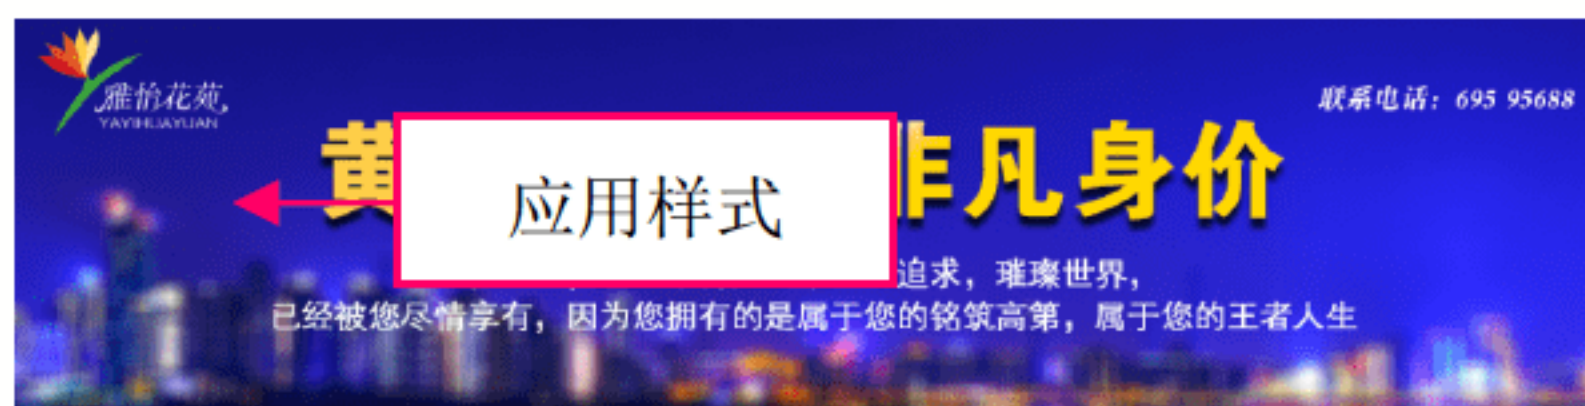 雅怡花苑
YAYIHUAYUAN
联系电话：695 95688
黄
应用样式
非凡身价
追求，璀璨世界，
已经被您尽情享有，因为您拥有的是属于您的铭筑高第，属于您的王者人生